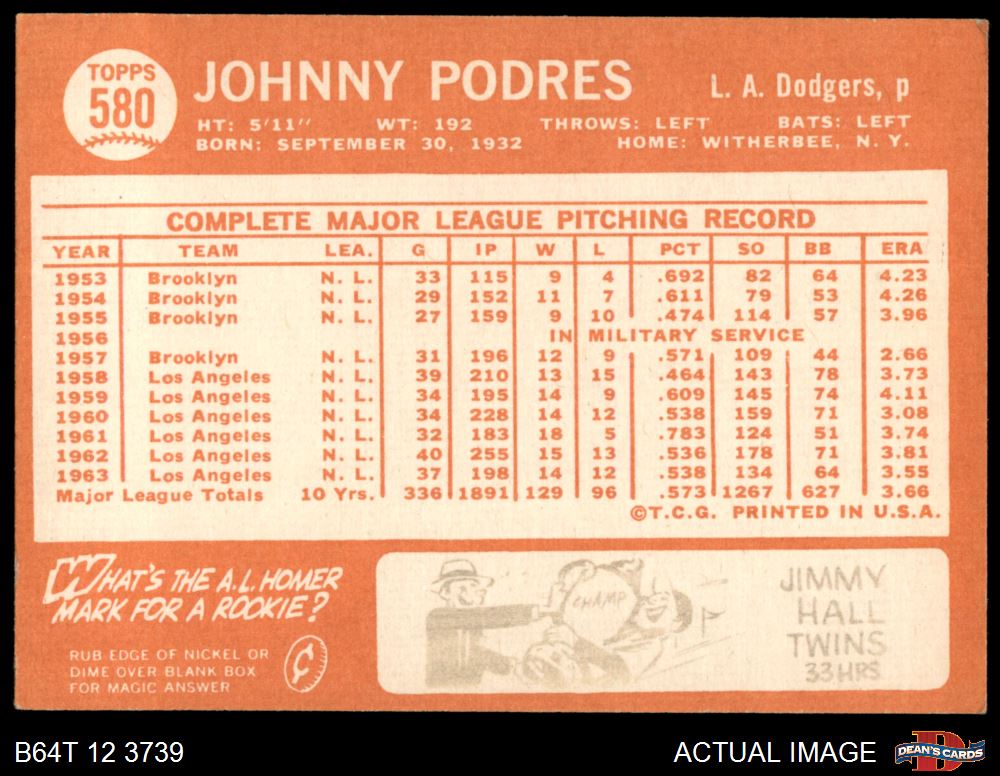 TOPPS
580
JOHNNY PODRES
L. A. Dodgers, p
HT: 5'11" WT: 192 THROWS: LEFT BATS: LEFT
BORN: SEPTEMBER 30, 1932 HOME: WITHERBEE, N. Y.
COMPLETE MAJOR LEAGUE PITCHING RECORD
YEAR TEAM LEA. G IP W L PCT SO BB ERA
1953 Brooklyn N. L. 33 115 9 4 .692 82 64 4.23
1954 Brooklyn N. L. 29 152 11 7 .611 79 53 4.26
1955 Brooklyn N. L. 27 159 9 10 .474 114 57 3.96
1956 IN MILITARY SERVICE
1957 Brooklyn N. L. 31 196 12 9 .571 109 44 2.66
1958 Los Angeles N. L. 39 210 13 15 .464 143 78 3.73
1959 Los Angeles N. L. 34 195 14 9 .609 145 74 4.11
1960 Los Angeles N. L. 34 228 14 12 .538 159 71 3.08
1961 Los Angeles N. L. 32 183 18 5 .783 124 51 3.74
1962 Los Angeles N. L. 40 255 15 13 .536 178 71 3.81
1963 Los Angeles N. L. 37 198 14 12 .538 134 64 3.55
Major League Totals 10 Yrs. 336 1891 129 96 .573 1267 627 3.66
©T.C.G. PRINTED IN U.S.A.
WHAT'S THE A.L. HOMER
MARK FOR A ROOKIE?
RUB EDGE OF NICKEL OR
DIME OVER BLANK BOX
FOR MAGIC ANSWER
¢
CHAMP
JIMMY
HALL
TWINS
33 HRS
B64T 12 3739
ACTUAL IMAGE
D
DEAN'S CARDS